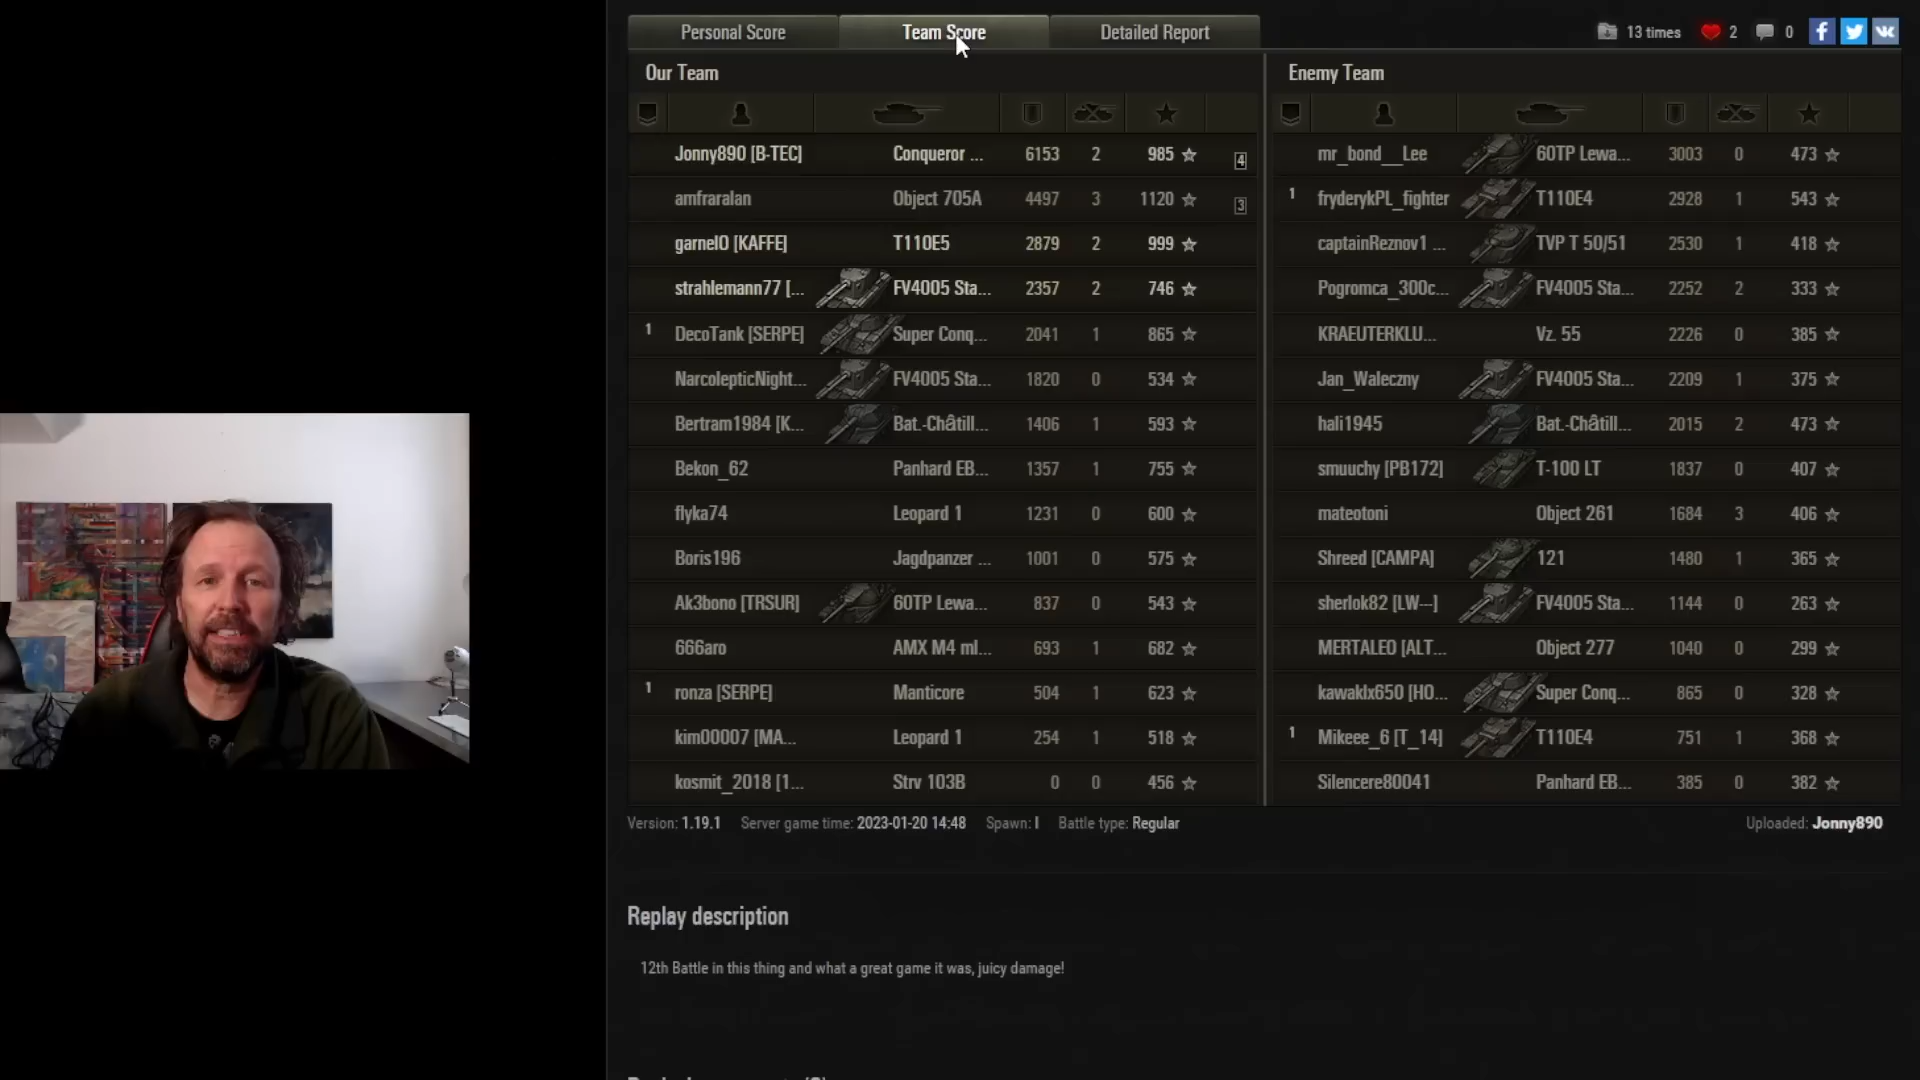 Personal Score Team Score Detailed Report 13 times 2 0
Our Team
Jonny890 [B-TEC] Conqueror ... 6153 2 985 4
amfraralan Object 705A 4497 3 1120 3
garnel0 [KAFFE] T110E5 2879 2 999
strahlemann77 [... FV4005 Sta... 2357 2 746
1 DecoTank [SERPE] Super Conq... 2041 1 865
NarcolepticNight... FV4005 Sta... 1820 0 534
Bertram1984 [K... Bat.-Châtill... 1406 1 593
Bekon_62 Panhard EB... 1357 1 755
flyka74 Leopard 1 1231 0 600
Boris196 Jagdpanzer ... 1001 0 575
Ak3bono [TRSUR] 60TP Lewa... 837 0 543
666aro AMX M4 ml... 693 1 682
1 ronza [SERPE] Manticore 504 1 623
kim00007 [MA... Leopard 1 254 1 518
kosmit_2018 [1... Strv 103B 0 0 456
Enemy Team
mr_bond__Lee 60TP Lewa... 3003 0 473
1 fryderykPL_fighter T110E4 2928 1 543
captainReznov1 ... TVP T 50/51 2530 1 418
Pogromca_300c... FV4005 Sta... 2252 2 333
KRAEUTERKLU... Vz. 55 2226 0 385
Jan_Waleczny FV4005 Sta... 2209 1 375
hali1945 Bat.-Châtill... 2015 2 473
smuuchy [PB172] T-100 LT 1837 0 407
mateotoni Object 261 1684 3 406
Shreed [CAMPA] 121 1480 1 365
sherlok82 [LW---] FV4005 Sta... 1144 0 263
MERTALEO [ALT... Object 277 1040 0 299
kawaklx650 [HO... Super Conq... 865 0 328
1 Mikeee_6 [T_14] T110E4 751 1 368
Silencere80041 Panhard EB... 385 0 382
Version: 1.19.1 Server game time: 2023-01-20 14:48 Spawn: I Battle type: Regular Uploaded: Jonny890
Replay description
12th Battle in this thing and what a great game it was, juicy damage!